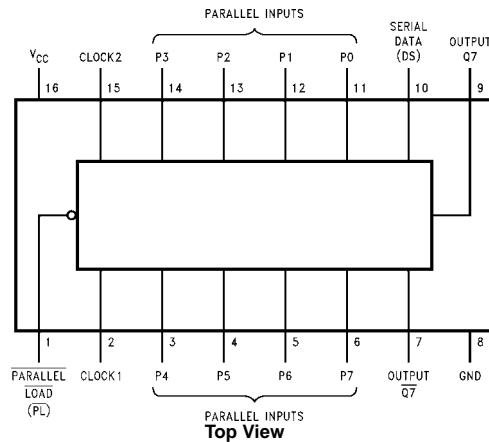 PARALLEL INPUTS
VCC CLOCK2 P3 P2 P1 P0 SERIAL DATA (DS) OUTPUT Q7
16 15 14 13 12 11 10 9
1 2 3 4 5 6 7 8
PARALLEL LOAD (PL) CLOCK1 P4 P5 P6 P7 OUTPUT Q7 GND
PARALLEL INPUTS
Top View